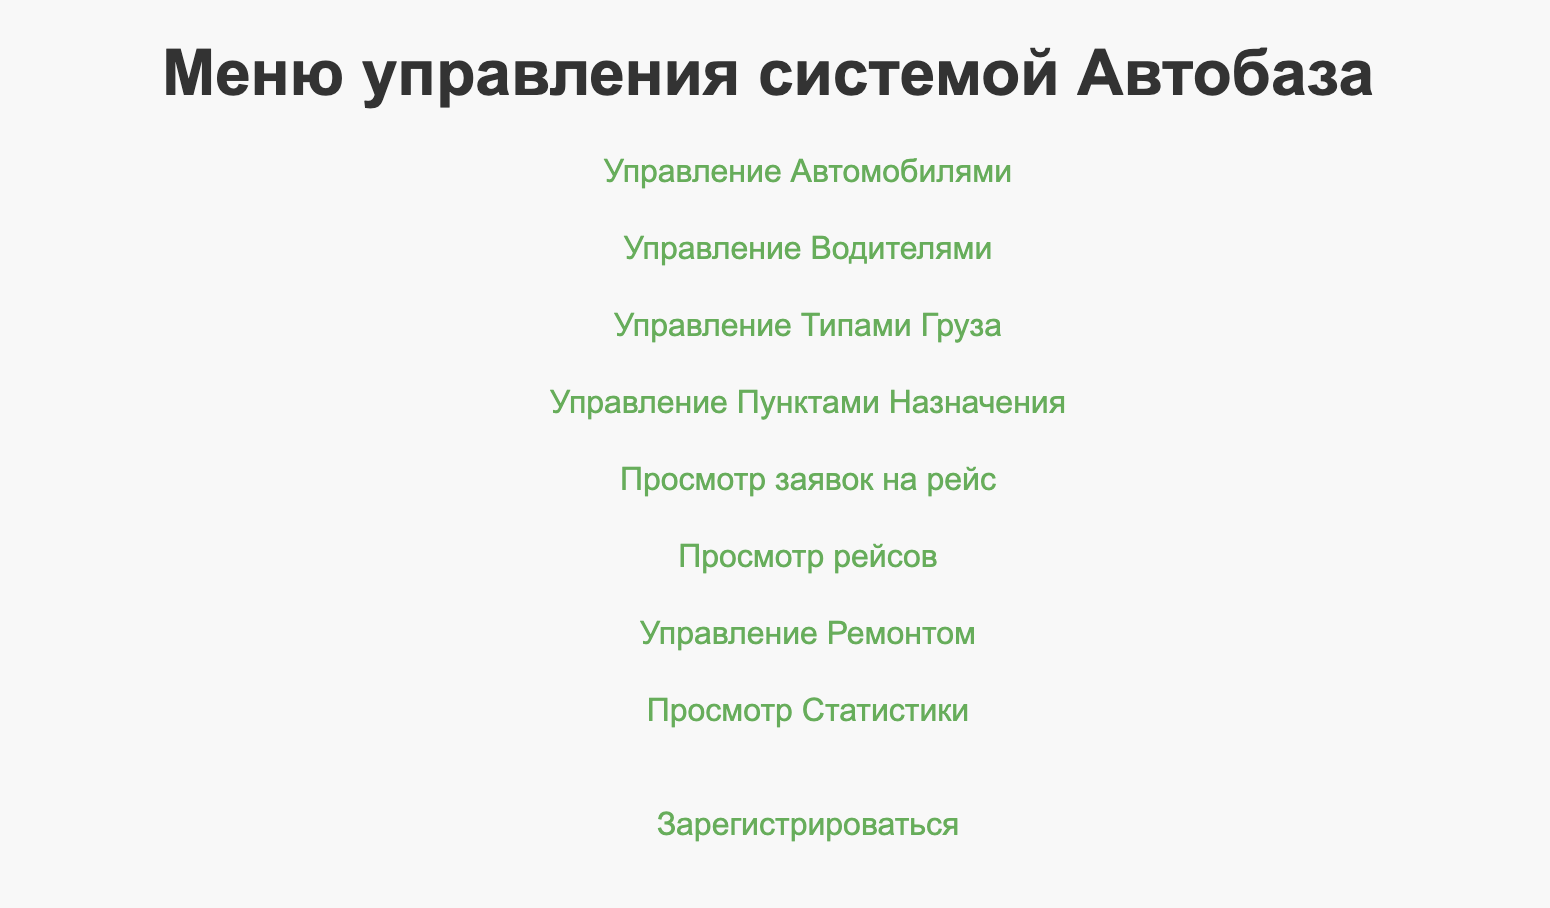 Меню управления системой Автобаза
Управление Автомобилями
Управление Водителями
Управление Типами Груза
Управление Пунктами Назначения
Просмотр заявок на рейс
Просмотр рейсов
Управление Ремонтом
Просмотр Статистики
Зарегистрироваться